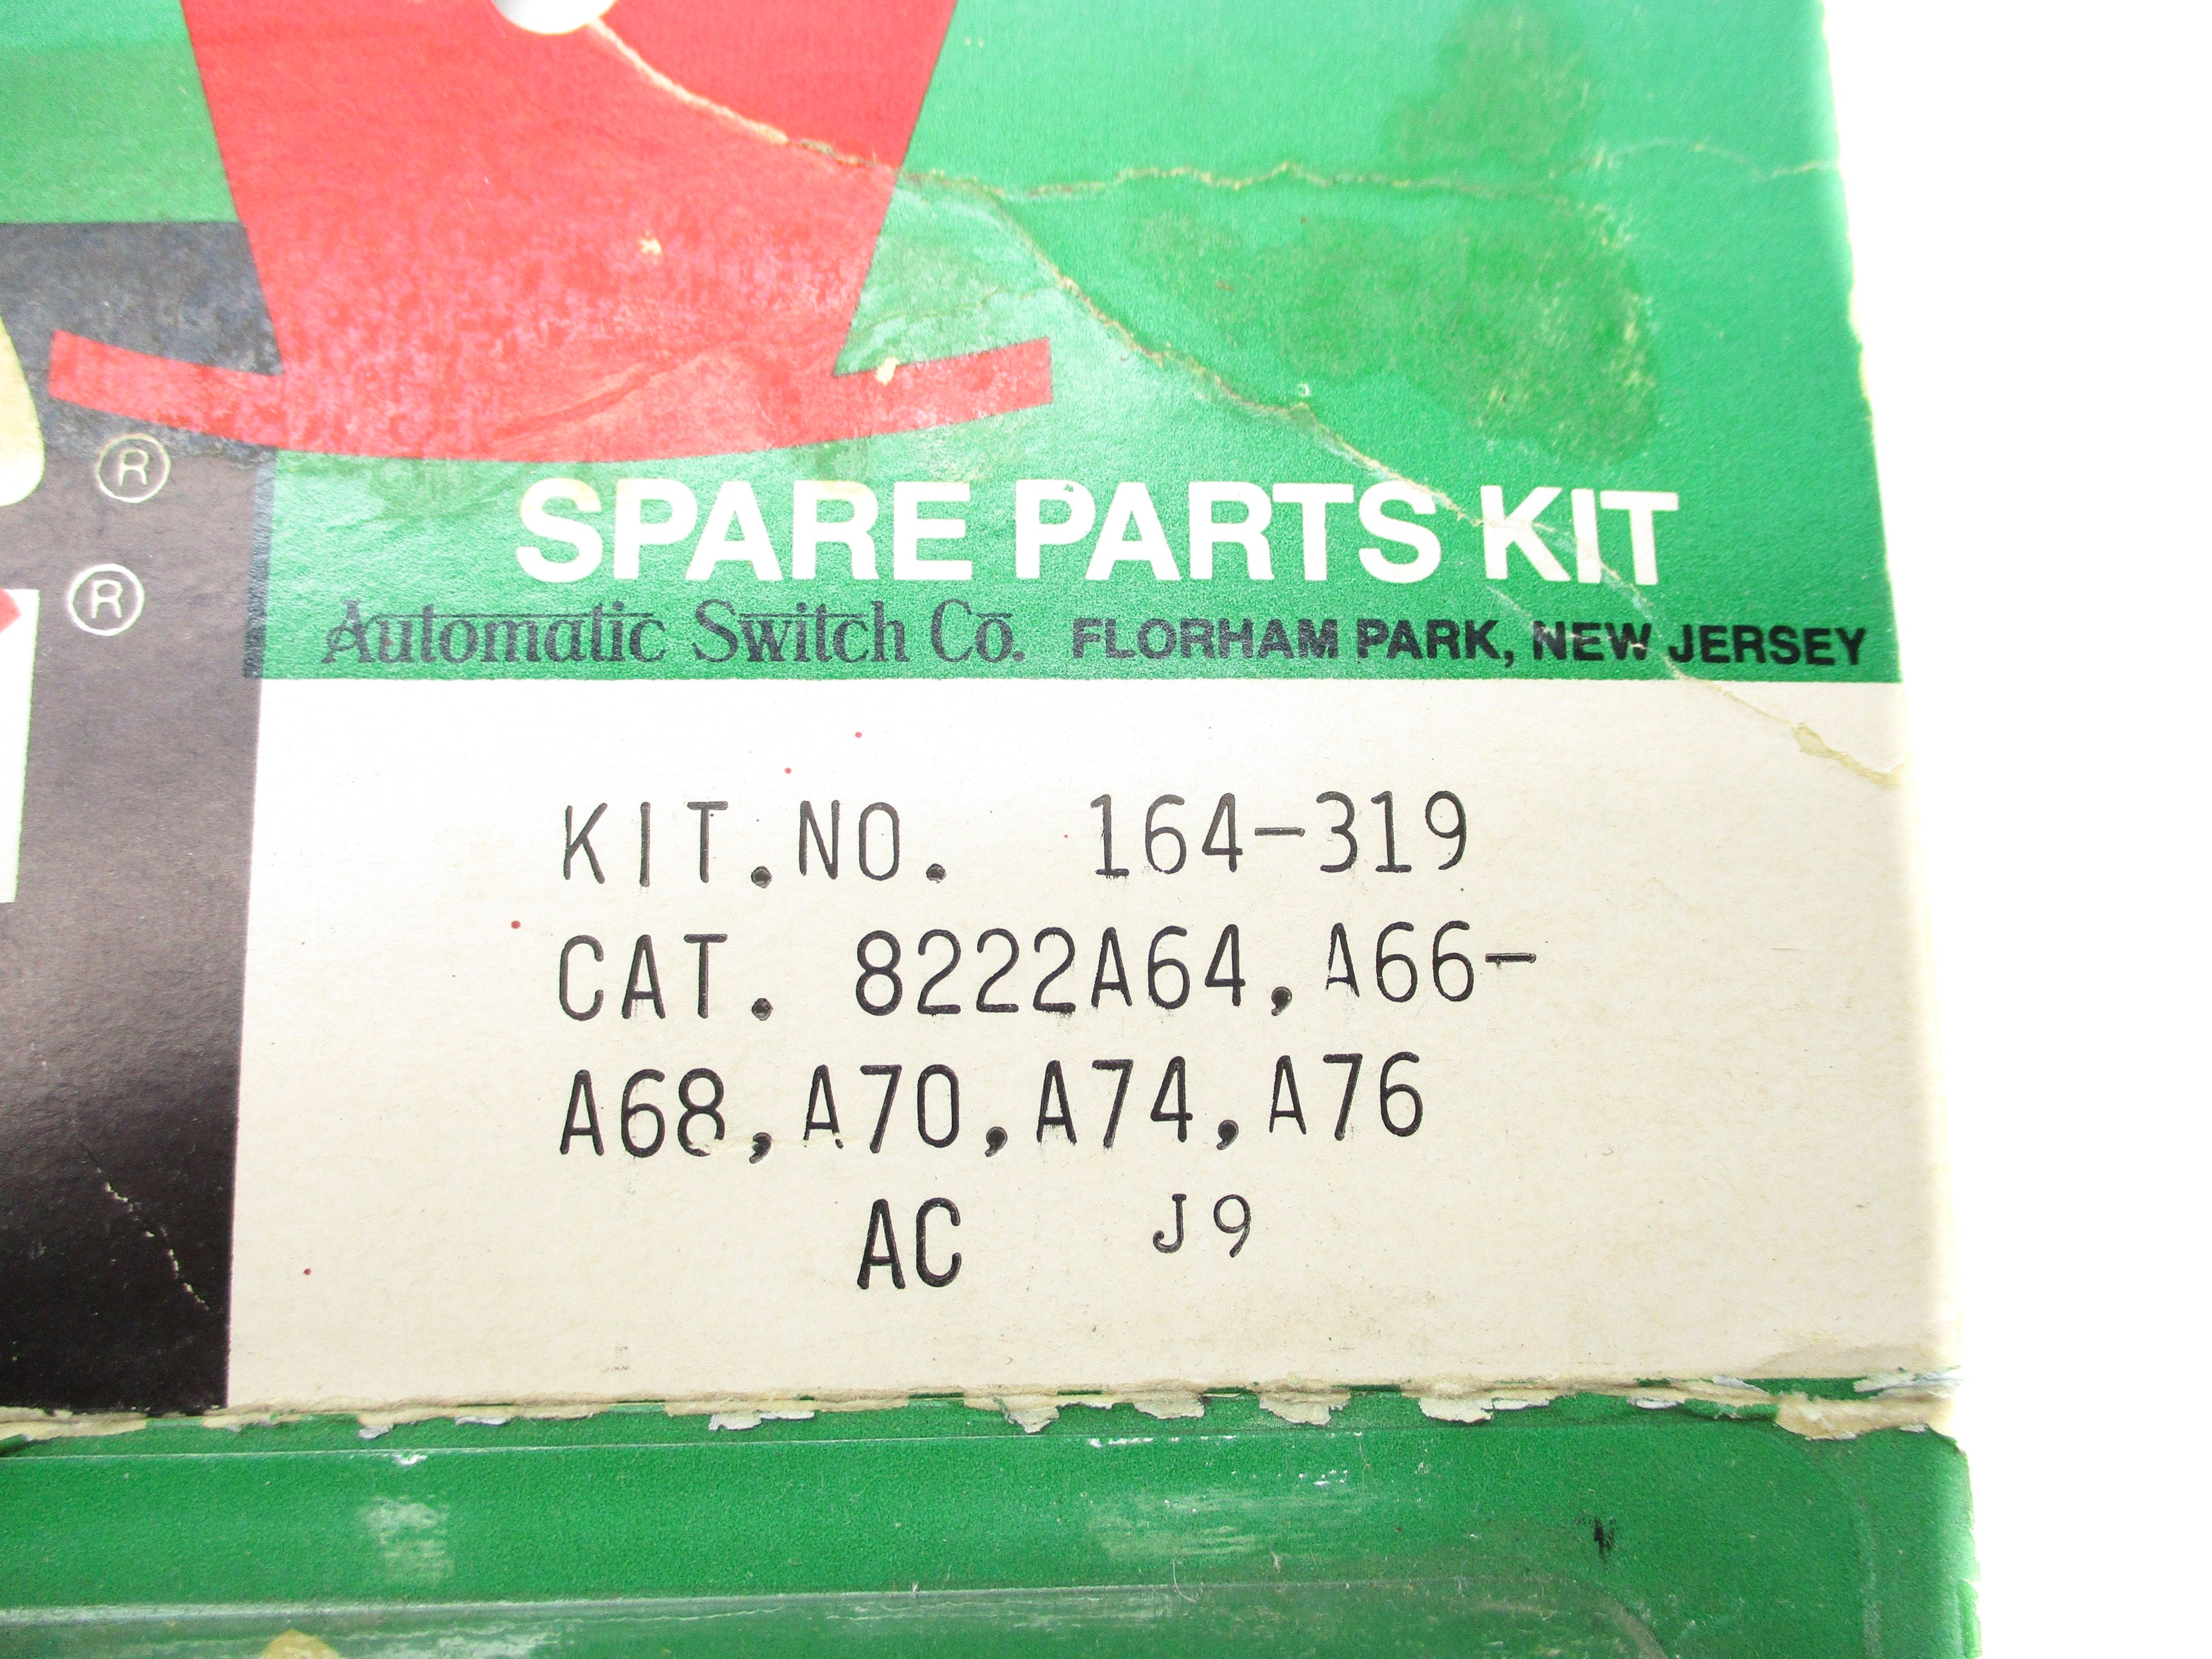 ®
®
SPARE PARTS KIT
Automatic Switch Co. FLORHAM PARK, NEW JERSEY
KIT.NO. 164-319
CAT. 8222A64,A66-
A68,A70,A74,A76
AC J9